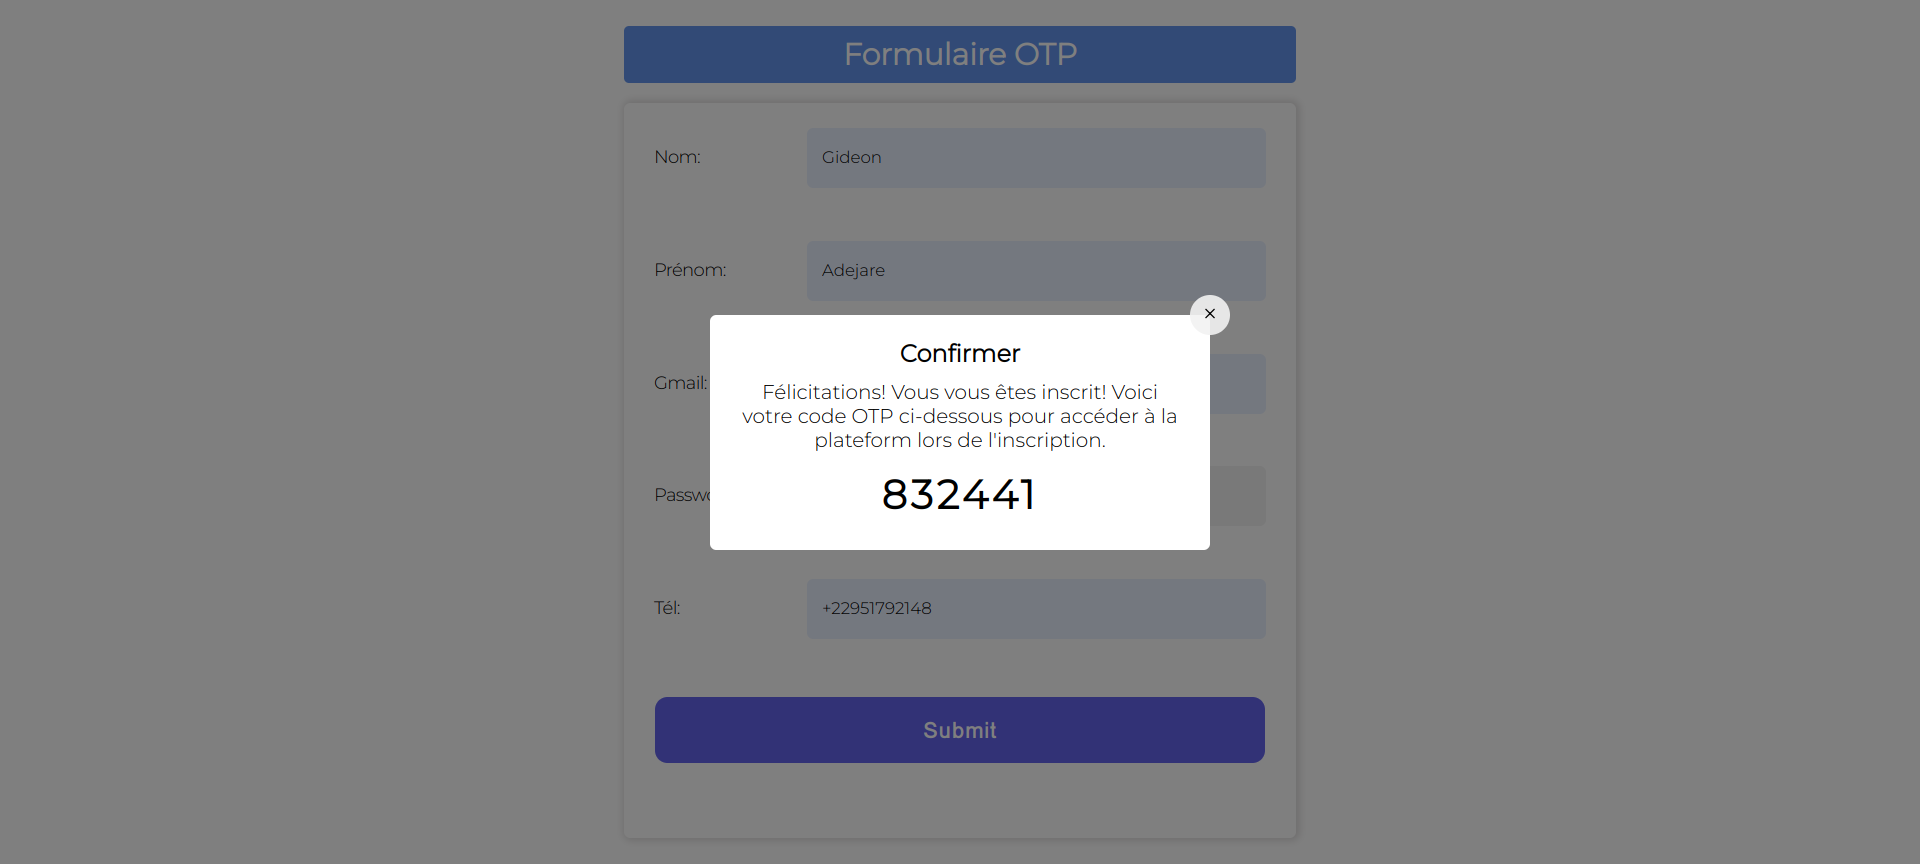 Formulaire OTP
Nom:
Gideon
Prénom:
Adejare
Gmail:
×
Confirmer
Félicitations! Vous vous êtes inscrit! Voici
votre code OTP ci-dessous pour accéder à la
plateform lors de l'inscription.
832441
Passwo
Tél:
+22951792148
Submit